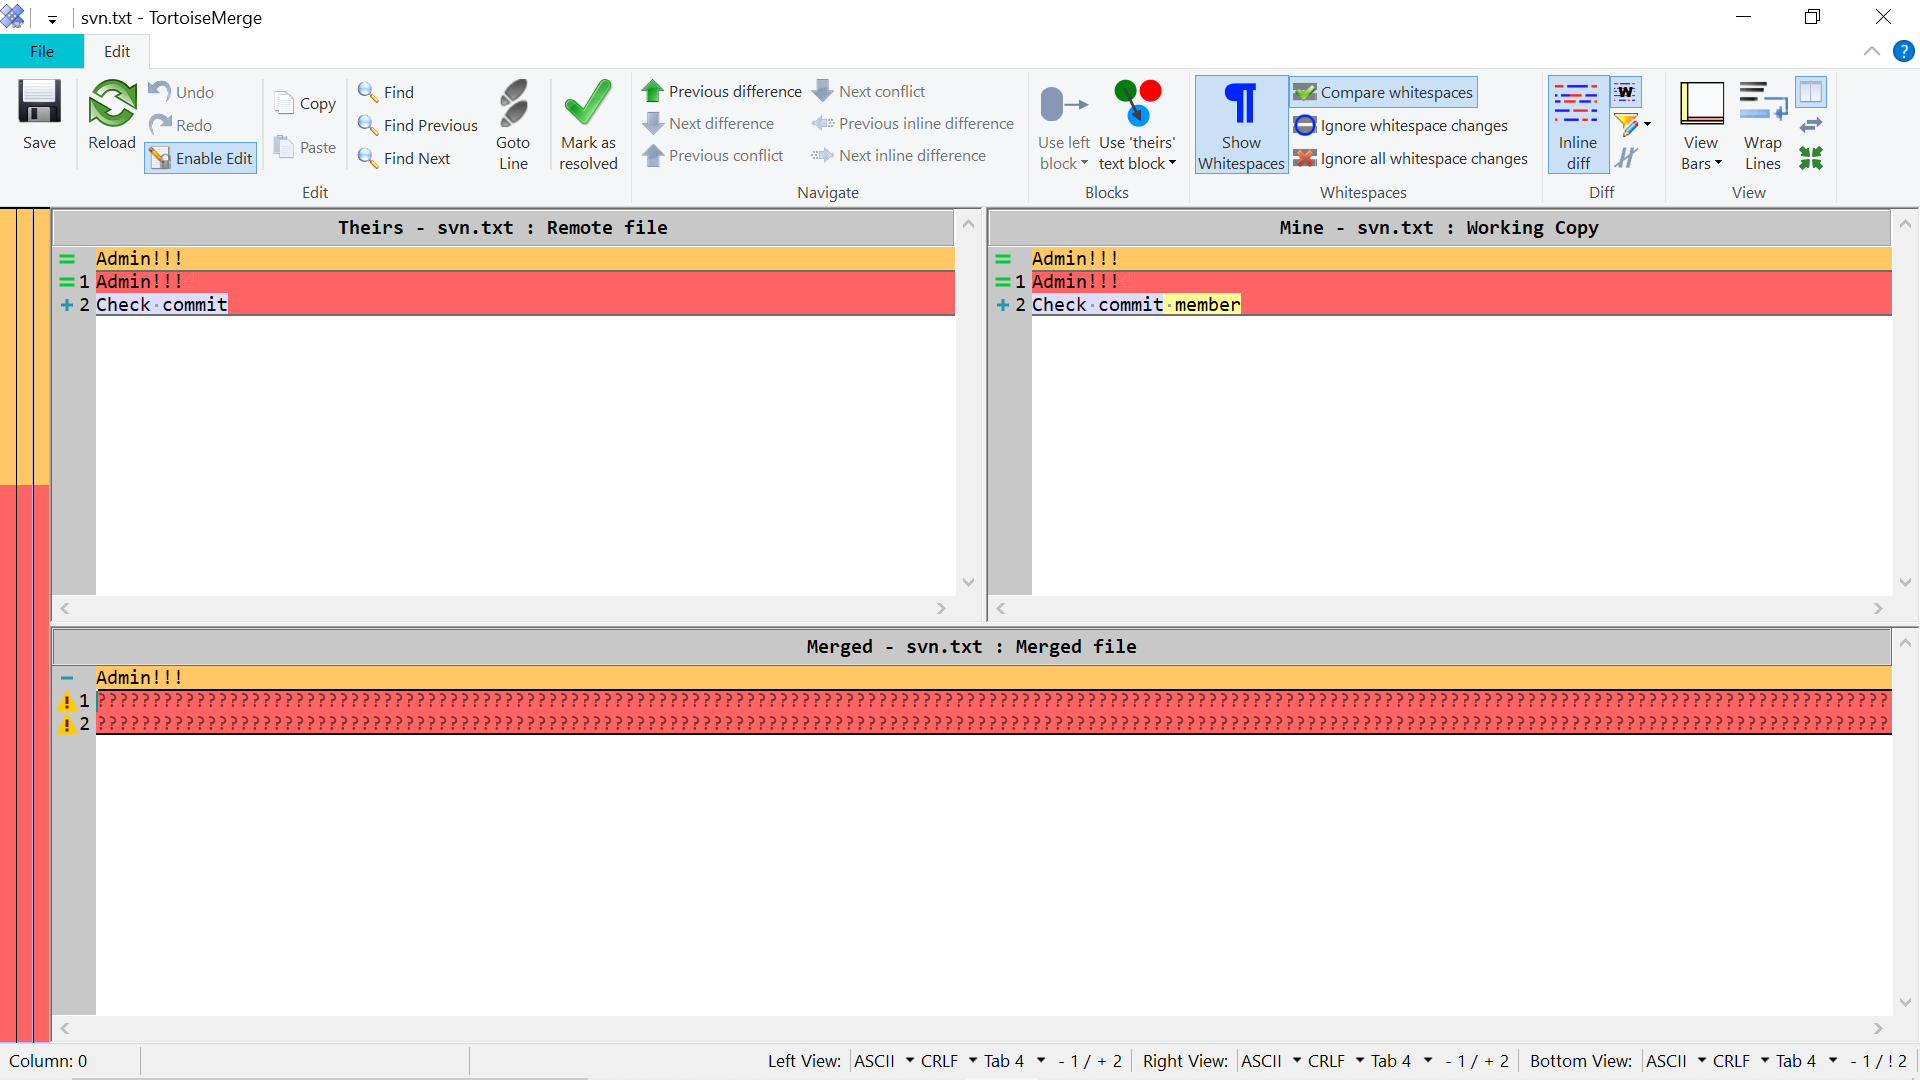 svn.txt - TortoiseMerge
File Edit
Save
Reload
Undo
Redo
Enable Edit
Copy
Paste
Find
Find Previous
Find Next
Goto
Line
Mark as
resolved
Edit
Previous difference
Next difference
Previous conflict
Next conflict
Previous inline difference
Next inline difference
Navigate
Use left
block
Use 'theirs'
text block
Blocks
Show
Whitespaces
Compare whitespaces
Ignore whitespace changes
Ignore all whitespace changes
Whitespaces
Inline
diff
W
Diff
View
Bars
Wrap
Lines
View
?
Theirs - svn.txt : Remote file
= Admin!!!
= 1 Admin!!!
+ 2 Check·commit
Mine - svn.txt : Working Copy
= Admin!!!
= 1 Admin!!!
+ 2 Check·commit·member
Merged - svn.txt : Merged file
- Admin!!!
1
2
Column: 0
Left View: ASCII CRLF Tab 4 - 1 / + 2
Right View: ASCII CRLF Tab 4 - 1 / + 2
Bottom View: ASCII CRLF Tab 4 - 1 / ! 2